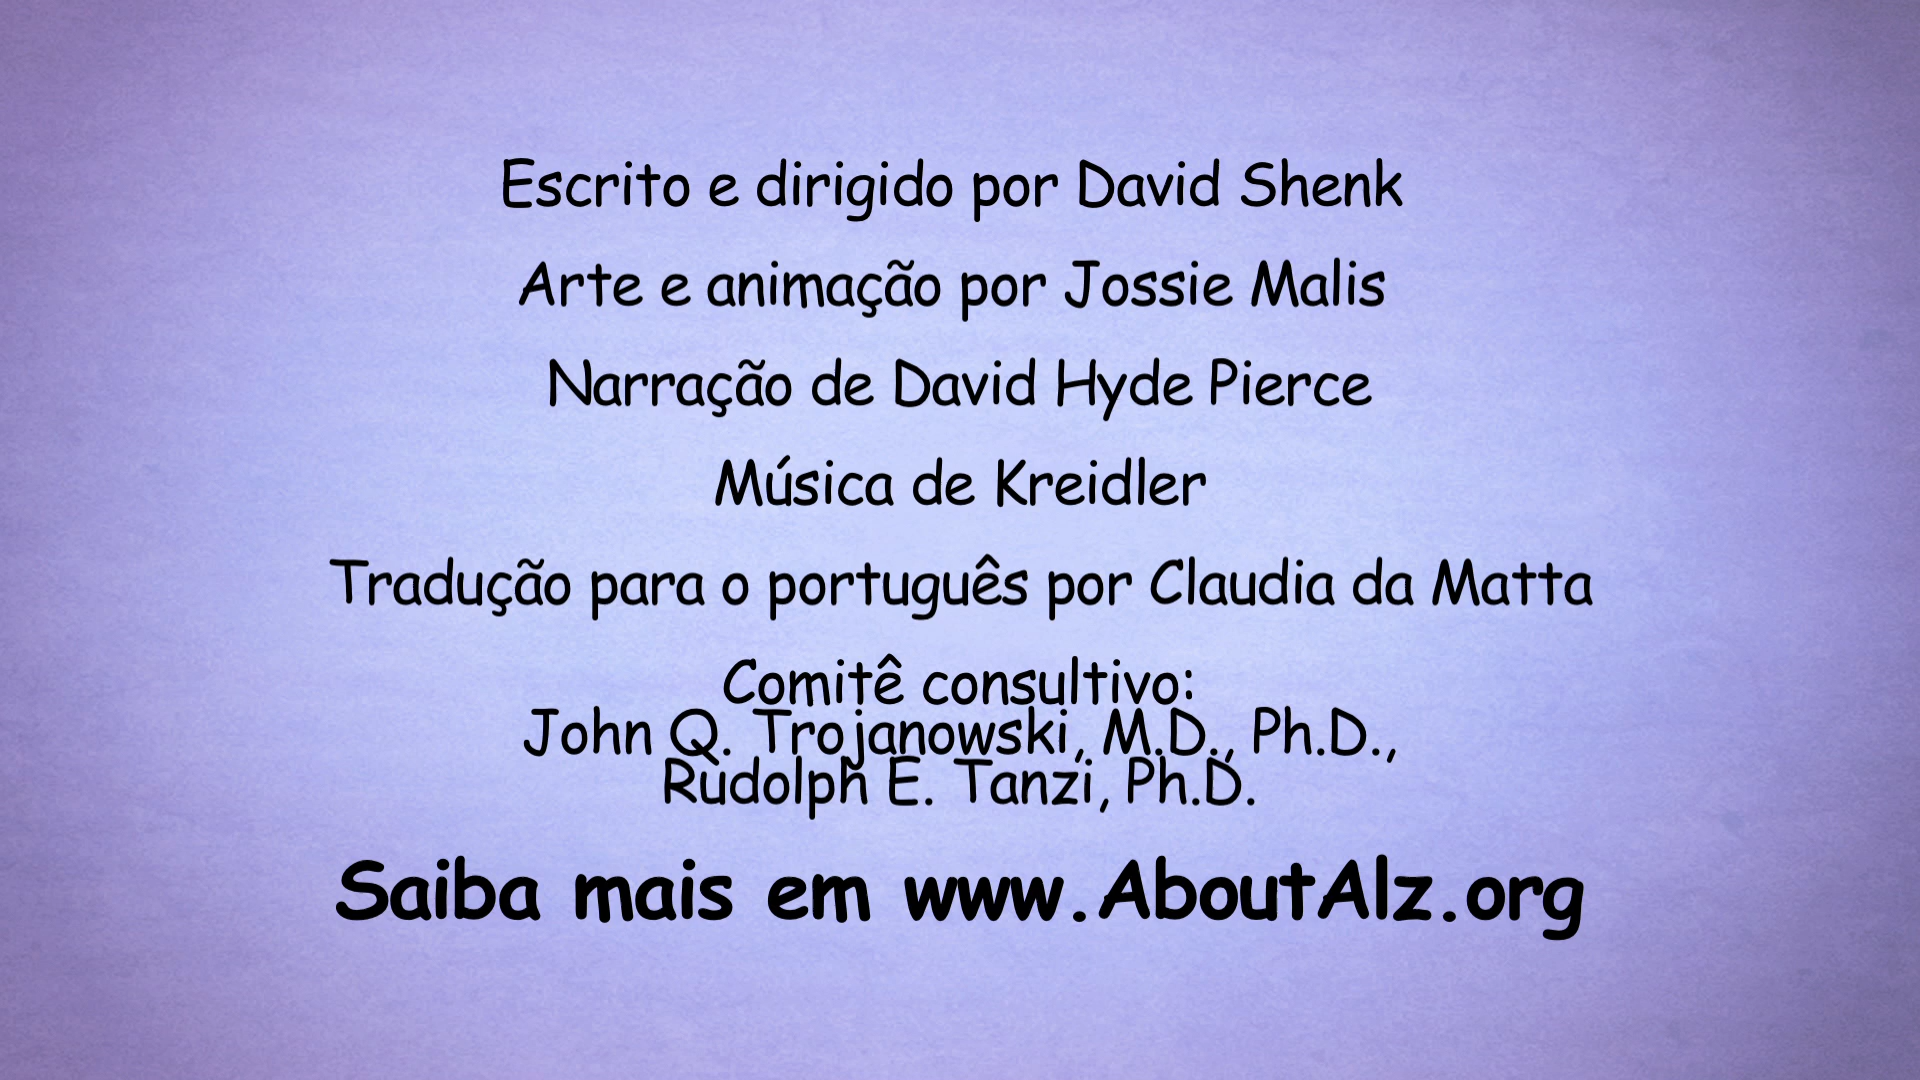 Escrito e dirigido por David Shenk
Arte e animação por Jossie Malis
Narração de David Hyde Pierce
Música de Kreidler
Tradução para o português por Claudia da Matta
Comitê consultivo:
John Q. Trojanowski, M.D., Ph.D.,
Rudolph E. Tanzi, Ph.D.
Saiba mais em www.AboutAlz.org